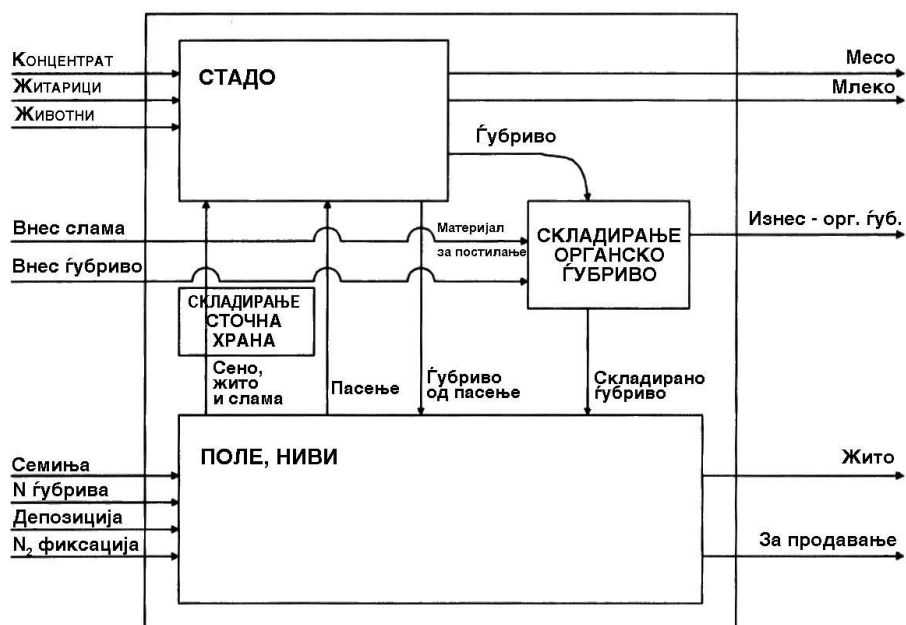 Концентрат
Житарици
Животни
СТАДО
Месо
Млеко
Ѓубриво
Внес слама
Внес ѓубриво
Материјал
за постилање
СКЛАДИРАЊЕ
ОРГАНСКО
ЃУБРИВО
Изнес - орг. ѓуб.
СКЛАДИРАЊЕ
СТОЧНА
ХРАНА
Сено,
жито
и слама
Пасење
Ѓубриво
од пасење
Складирано
ѓубриво
ПОЛЕ, НИВИ
Семиња
N ѓубрива
Депозиција
N₂ фиксација
Жито
За продавање